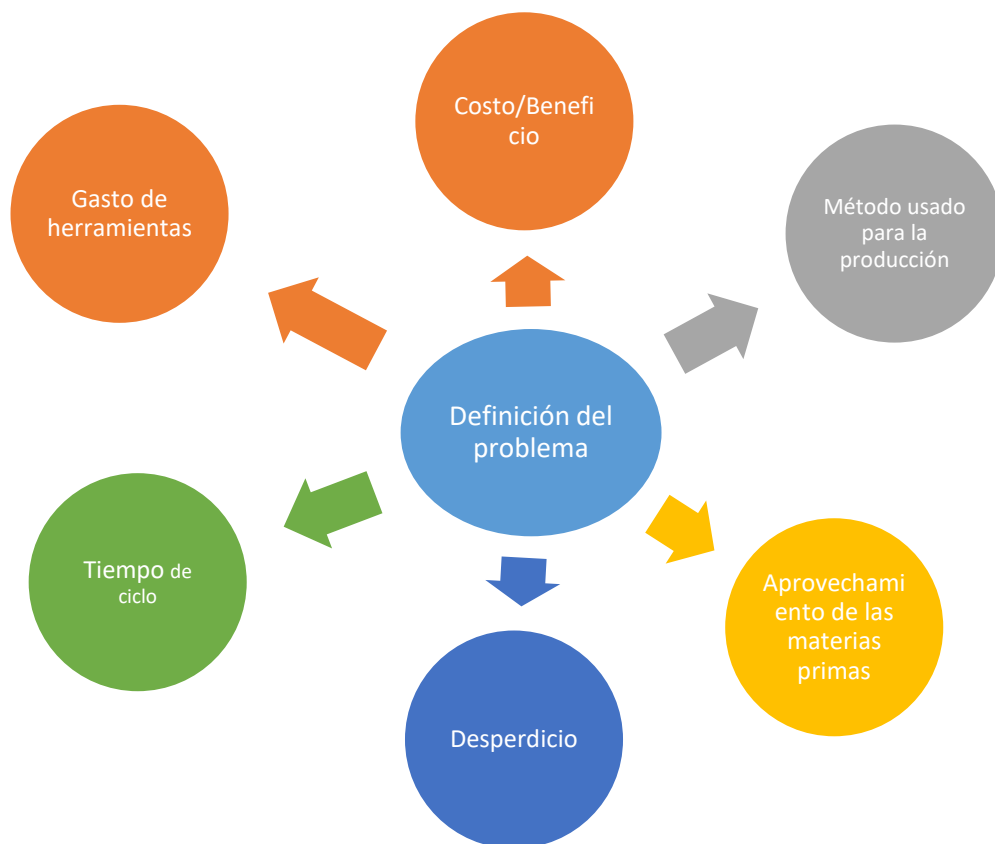 Costo/Benefi
cio
Gasto de
herramientas
Método usado
para la
producción
Definición del
problema
Tiempo de
ciclo
Aprovechami
ento de las
materias
primas
Desperdicio